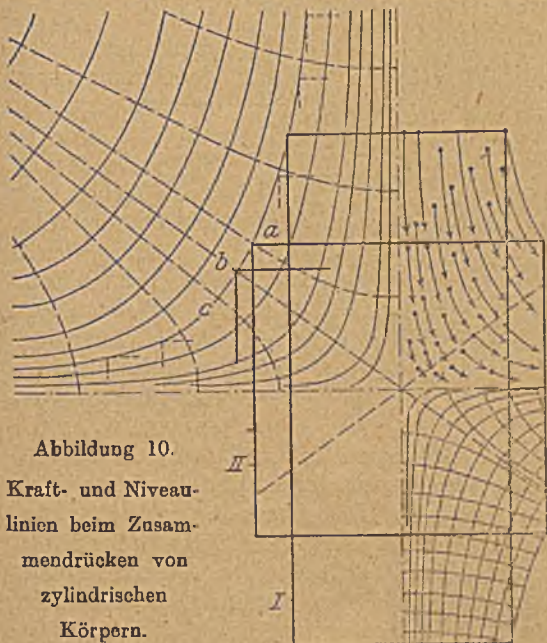 a
b
c
Abbildung 10.
Kraft- und Niveau-
linien beim Zusam-
mendrücken von
zylindrischen
Körpern.
II
I